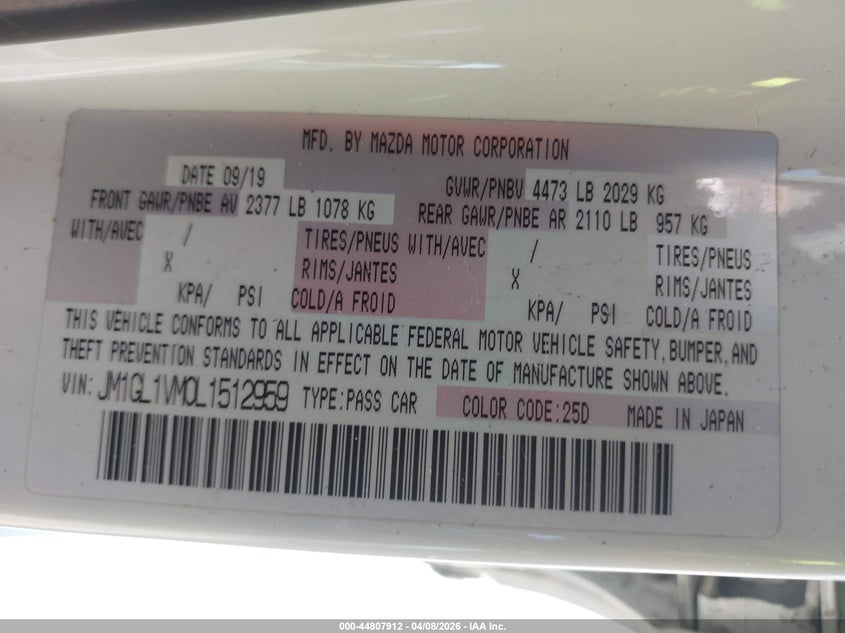 MFD. BY MAZDA MOTOR CORPORATION
DATE 09/19 GVWR/PNBV 4473 LB 2029 KG
FRONT GAWR/PNBE AV 2377 LB 1078 KG REAR GAWR/PNBE AR 2110 LB 957 KG
WITH/AVEC / TIRES/PNEUS WITH/AVEC / TIRES/PNEUS
X RIMS/JANTES X RIMS/JANTES
KPA/ PSI COLD/A FROID KPA/ PSI COLD/A FROID
THIS VEHICLE CONFORMS TO ALL APPLICABLE FEDERAL MOTOR VEHICLE SAFETY, BUMPER, AND
THEFT PREVENTION STANDARDS IN EFFECT ON THE DATE OF MANUFACTURE SHOWN ABOVE.
VIN: JM1GL1VM0L1512959 TYPE:PASS CAR COLOR CODE:25D MADE IN JAPAN
000-44807912 - 04/08/2026 - IAA Inc.